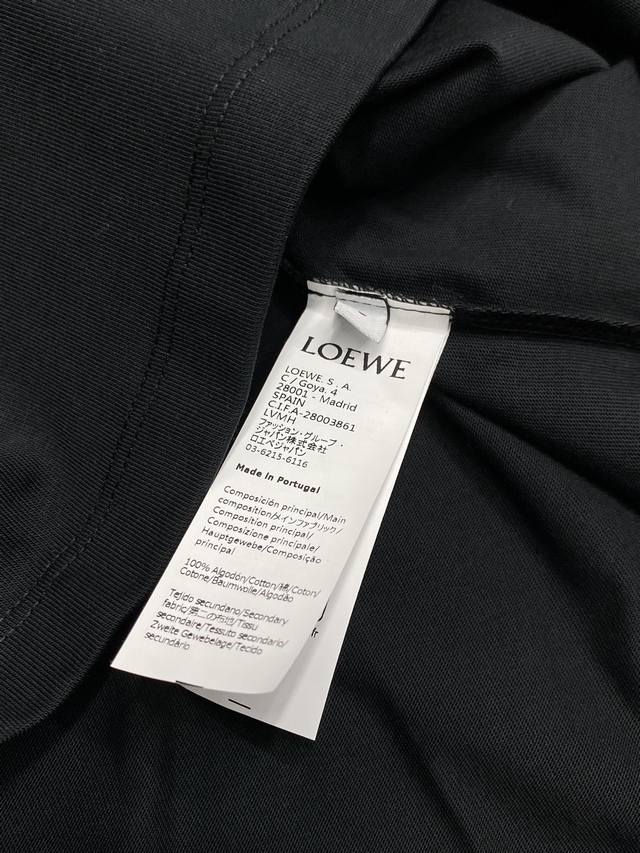 LOEWE
LOEWE. S. A.
C / Goya, 4
28001 - Madrid
SPAIN
C.I.F.A-28003861
LVMH
ファッション・グループ・
ジャパン株式会社
ロエベジャパン
03-6215-6116
Made in Portugal
Composición principal/Main
composition/メインファブリック/
Composition principal/
Composizione principale/
Hauptgewebe/Composição
principal
100% Algodón/Cotton/綿/Coton/
Cotone/Baumwolle/Algodão
Tejido secundario/Secondary
fabric/第二の布地/Tissu
secondaire/Tessuto secondario/
Zweite Gewebelage/Tecido
secundário